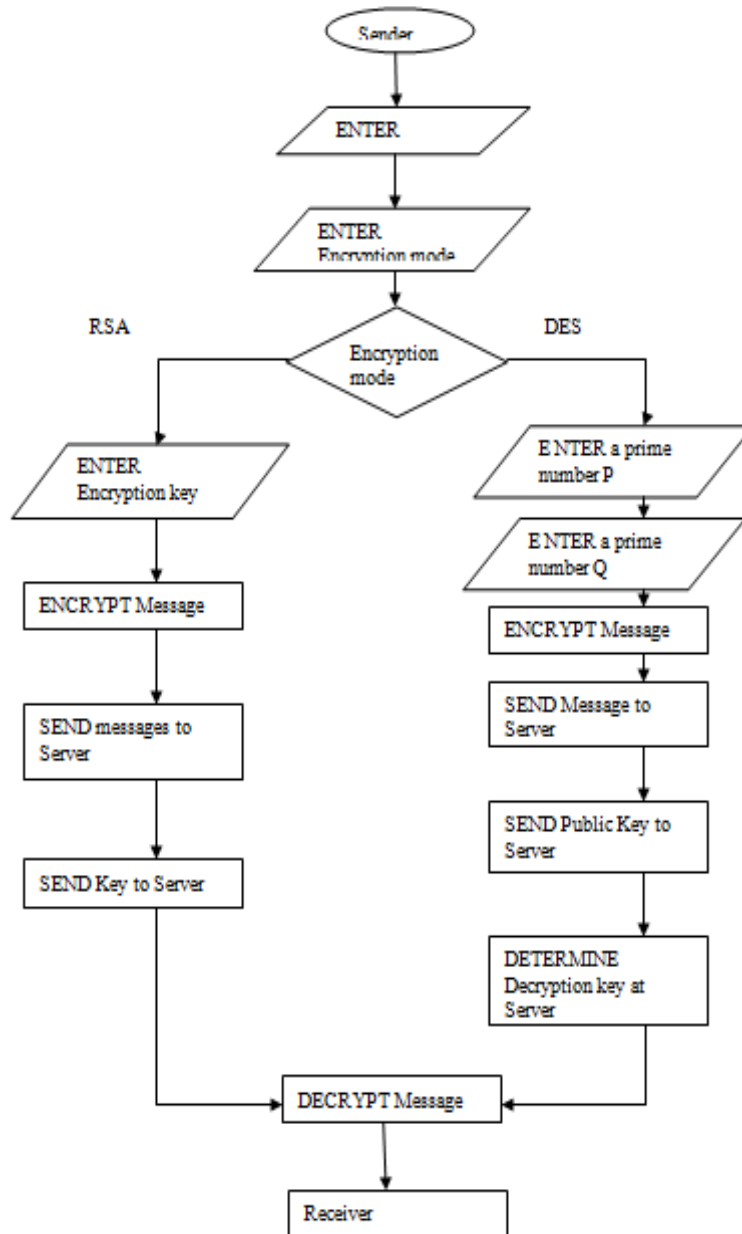 Sender
ENTER
ENTER
Encryption mode
RSA
DES
Encryption
mode
ENTER
Encryption key
E NTER a prime
number P
E NTER a prime
number Q
ENCRYPT Message
ENCRYPT Message
SEND messages to
Server
SEND Message to
Server
SEND Public Key to
Server
SEND Key to Server
DETERMINE
Decryption key at
Server
DECRYPT Message
Receiver